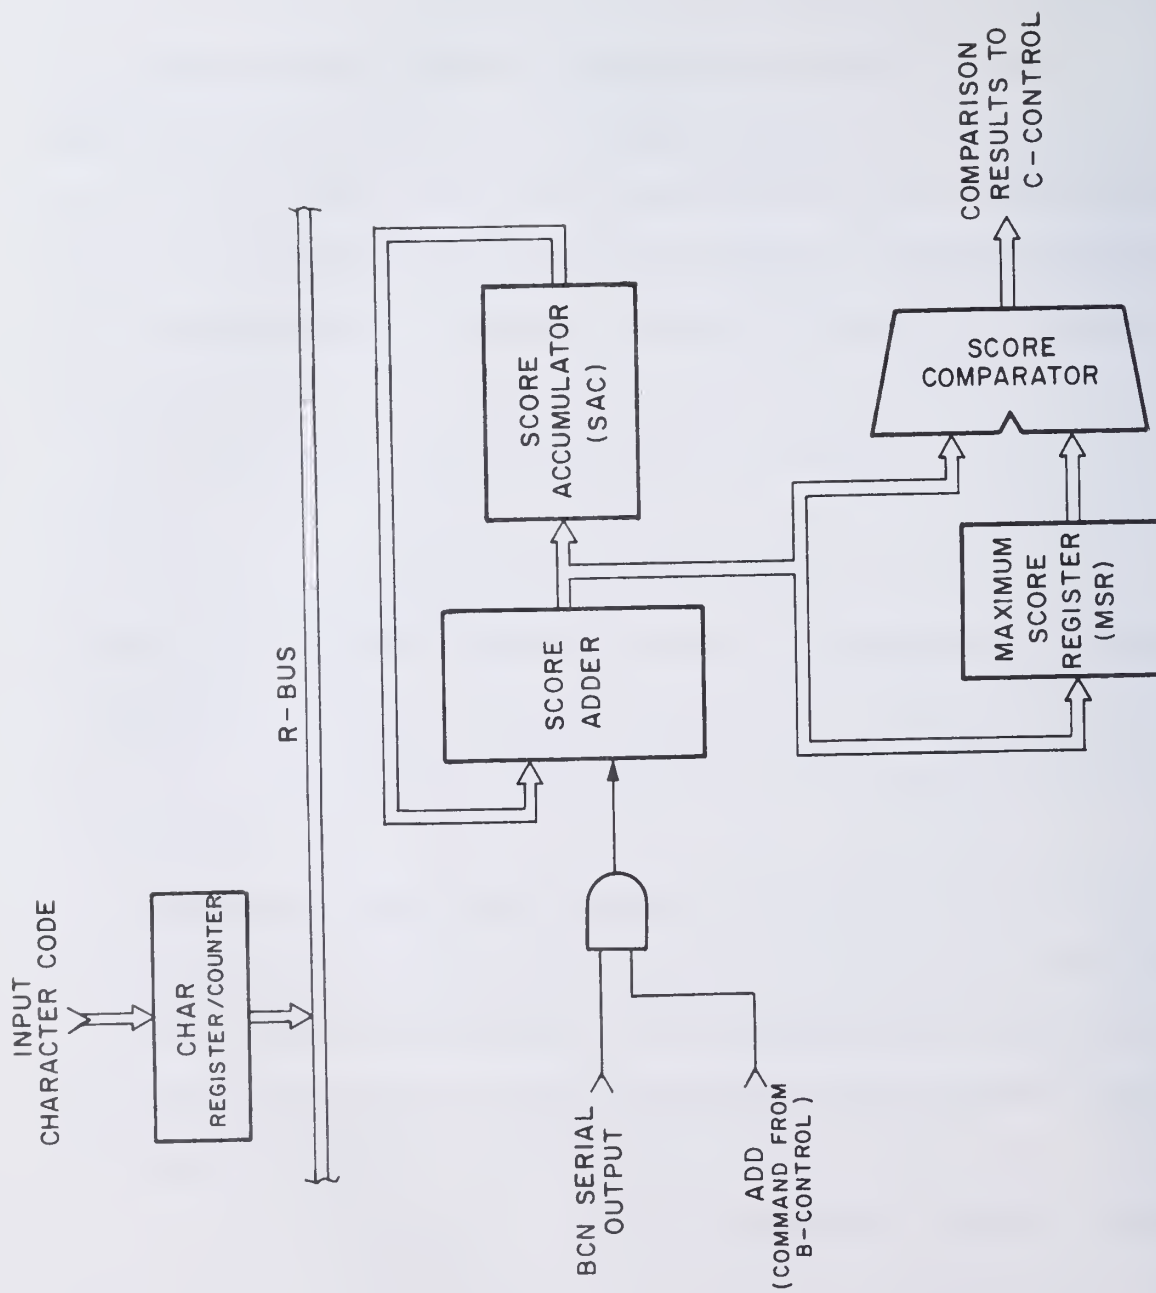 INPUT
CHARACTER CODE
CHAR
REGISTER/COUNTER
R-BUS
SCORE
ACCUMULATOR
(SAC)
SCORE
ADDER
BCN SERIAL
OUTPUT
ADD
(COMMAND FROM
B-CONTROL)
MAXIMUM
SCORE
REGISTER
(MSR)
SCORE
COMPARATOR
COMPARISON
RESULTS TO
C-CONTROL